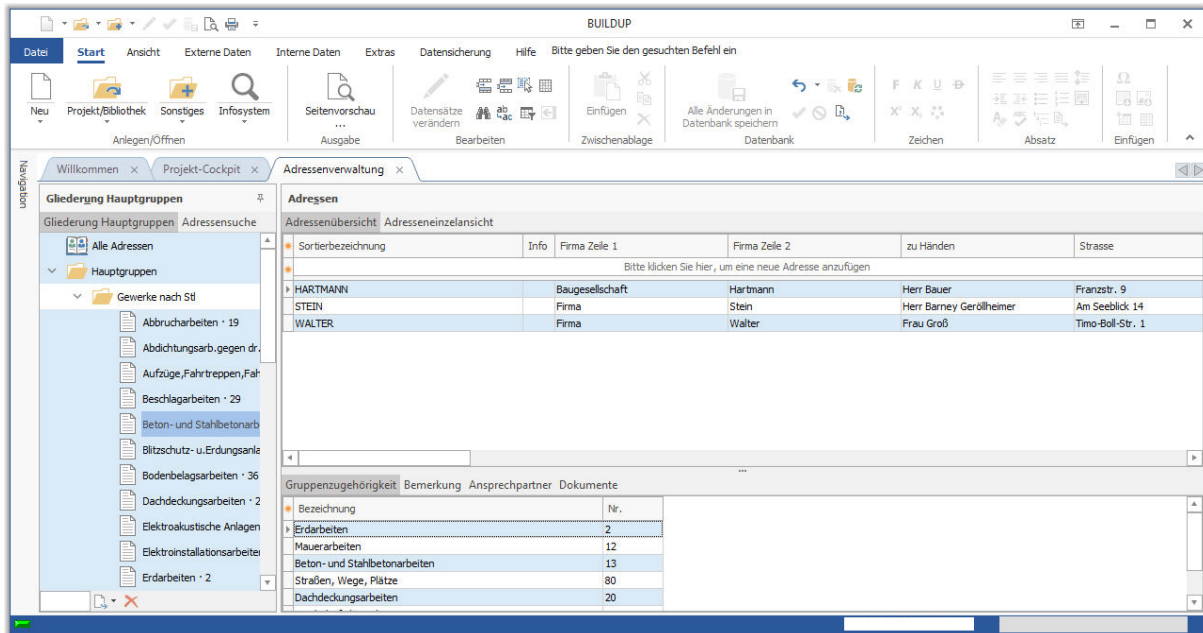 BUILDUP
Datei Start Ansicht Externe Daten Interne Daten Extras Datensicherung Hilfe Bitte geben Sie den gesuchten Befehl ein
Neu Projekt/Bibliothek Sonstiges Infosystem
Anlegen/Öffnen
Seitenvorschau
...
Ausgabe
Datensätze
verändern
Bearbeiten
Einfügen
Zwischenablage
Alle Änderungen in
Datenbank speichern
Datenbank
F K U D
X² X₂
Zeichen
Absatz
Einfügen
Navigation
Willkommen Projekt-Cockpit Adressenverwaltung
Gliederung Hauptgruppen
Gliederung Hauptgruppen Adressensuche
Alle Adressen
Hauptgruppen
Gewerke nach Stl
Abbrucharbeiten · 19
Abdichtungsarb.gegen dr.
Aufzüge,Fahrtreppen,Fah
Beschlagarbeiten · 29
Beton- und Stahlbetonarb
Blitzschutz- u.Erdungsanla
Bodenbelagsarbeiten · 36
Dachdeckungsarbeiten · 2
Elektroakustische Anlagen
Elektroinstallationsarbeiten
Erdarbeiten · 2
Adressen
Adressenübersicht Adresseneinzelansicht
Sortierbezeichnung Info Firma Zeile 1 Firma Zeile 2 zu Händen Strasse
Bitte klicken Sie hier, um eine neue Adresse anzufügen
HARTMANN Baugesellschaft Hartmann Herr Bauer Franzstr. 9
STEIN Firma Stein Herr Barney Geröllheimer Am Seeblick 14
WALTER Firma Walter Frau Groß Timo-Boll-Str. 1
Gruppenzugehörigkeit Bemerkung Ansprechpartner Dokumente
Bezeichnung Nr.
Erdarbeiten 2
Mauerarbeiten 12
Beton- und Stahlbetonarbeiten 13
Straßen, Wege, Plätze 80
Dachdeckungsarbeiten 20